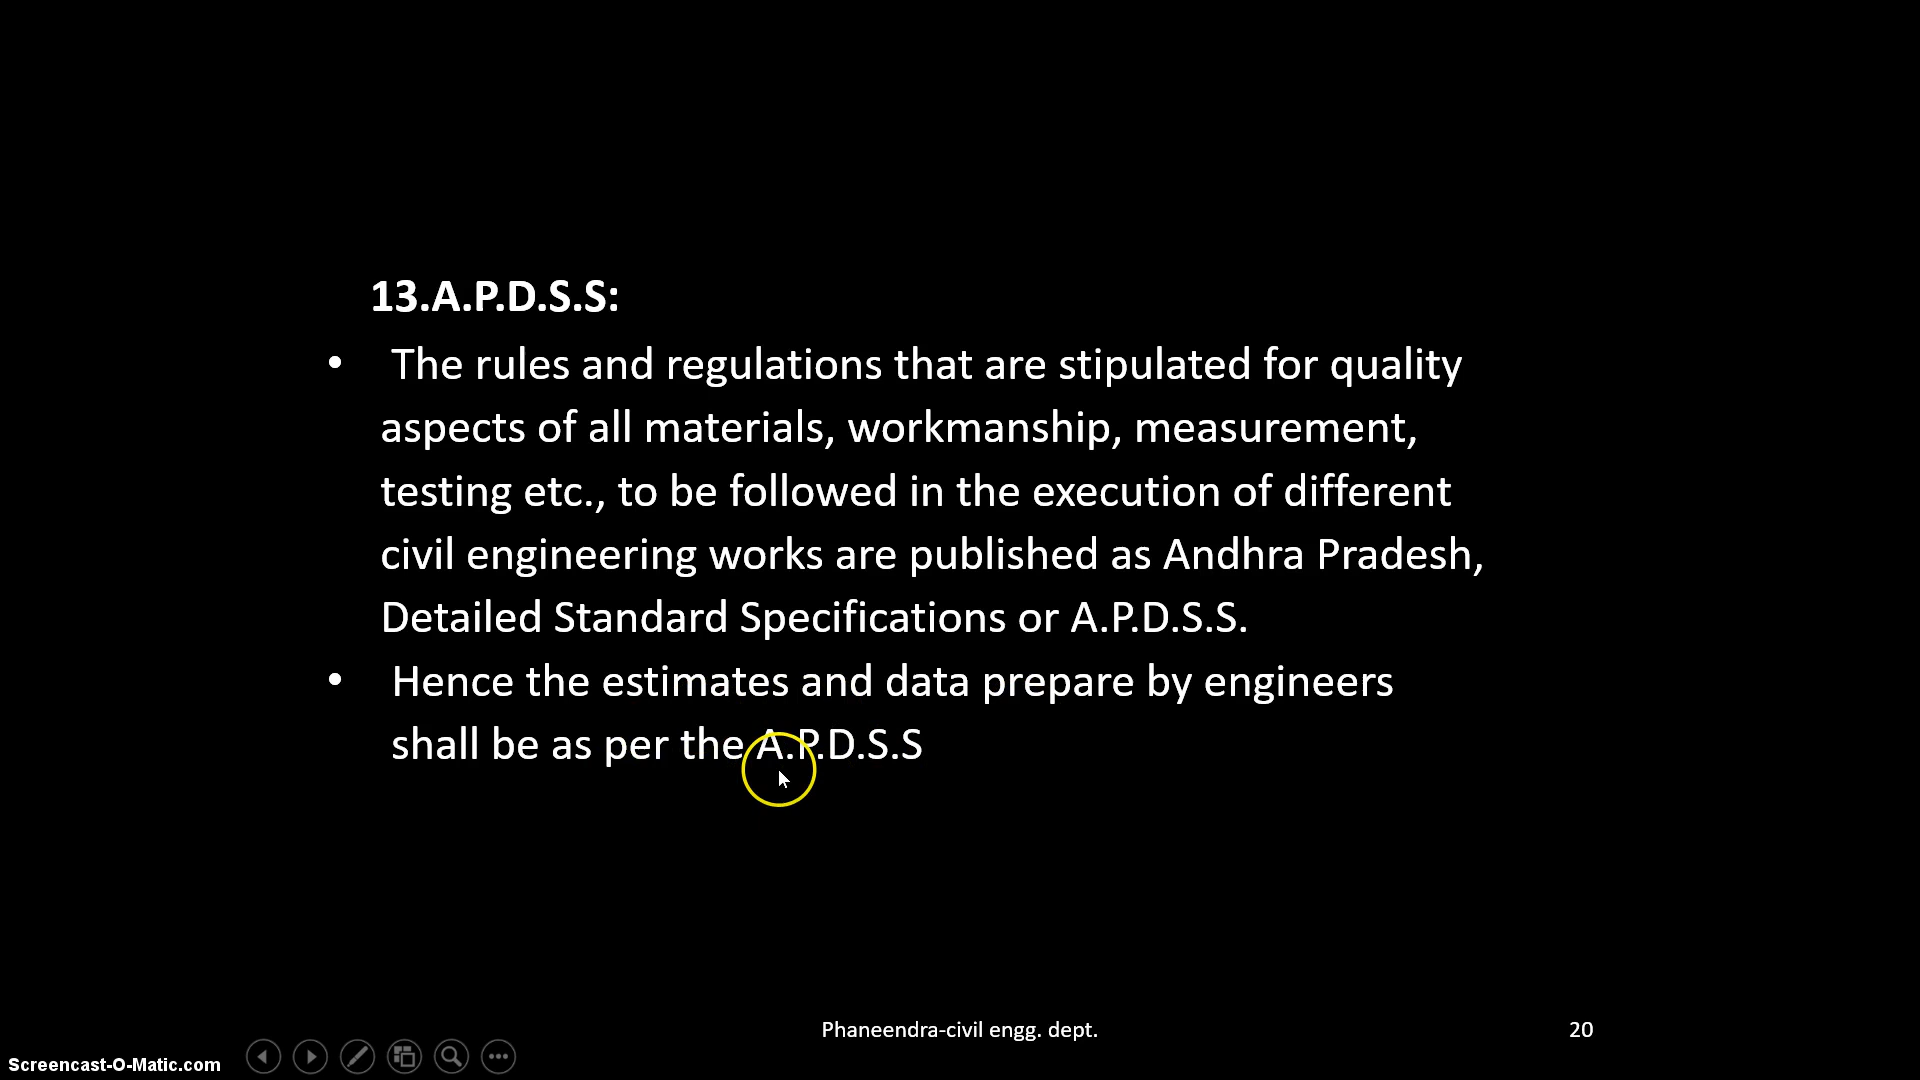 13.A.P.D.S.S:
• The rules and regulations that are stipulated for quality
aspects of all materials, workmanship, measurement,
testing etc., to be followed in the execution of different
civil engineering works are published as Andhra Pradesh,
Detailed Standard Specifications or A.P.D.S.S.
• Hence the estimates and data prepare by engineers
shall be as per the A.P.D.S.S
Phaneendra-civil engg. dept.
20
Screencast-O-Matic.com